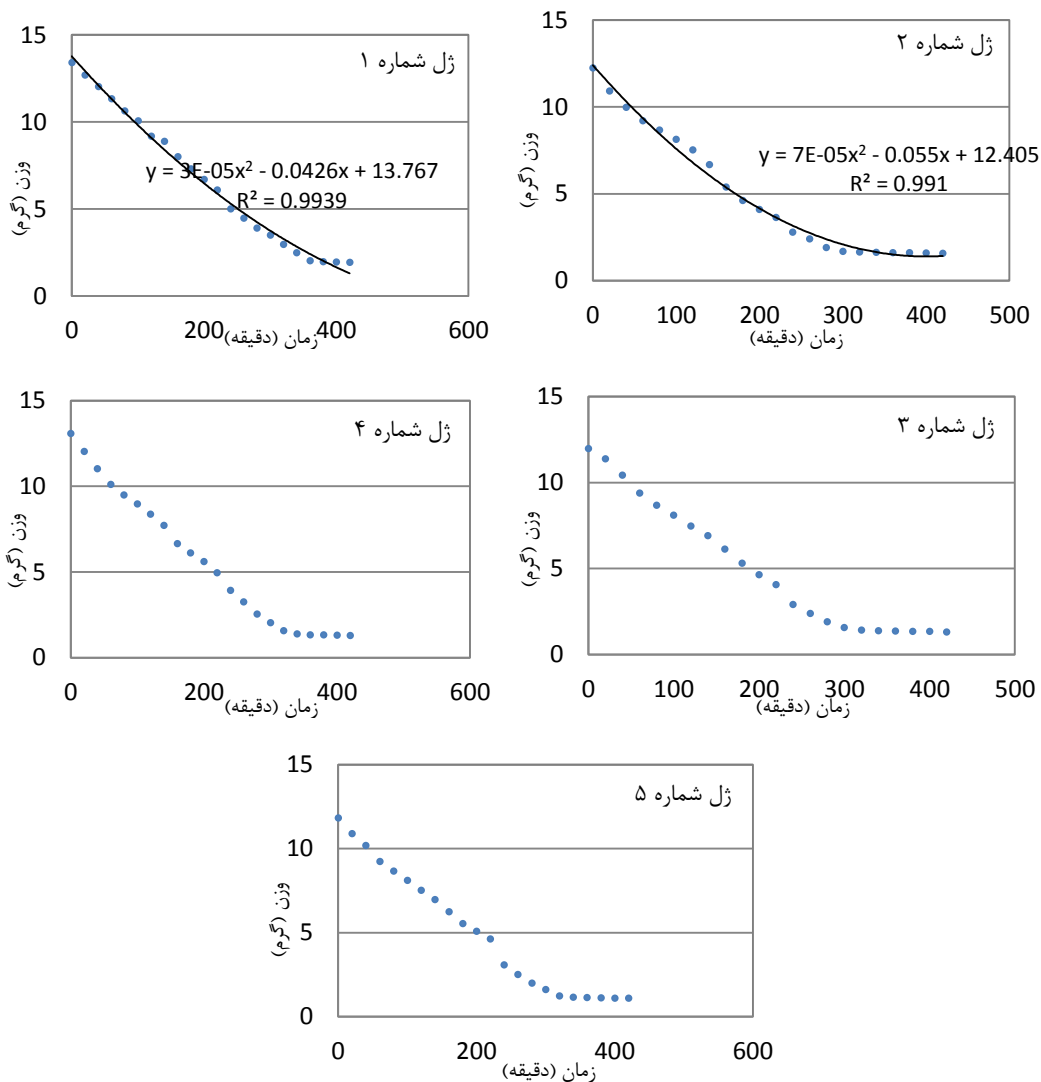 ژل شماره ۱
وزن (گرم)
15
10
5
0
y = 3E-05x² - 0.0426x + 13.767
R² = 0.9939
0
200
400
600
زمان (دقیقه)
ژل شماره ۲
وزن (گرم)
15
10
5
0
y = 7E-05x² - 0.055x + 12.405
R² = 0.991
0
100
200
300
400
500
زمان (دقیقه)
ژل شماره ۴
وزن (گرم)
15
10
5
0
0
200
400
600
زمان (دقیقه)
ژل شماره ۳
وزن (گرم)
15
10
5
0
0
100
200
300
400
500
زمان (دقیقه)
ژل شماره ۵
وزن (گرم)
15
10
5
0
0
200
400
600
زمان (دقیقه)